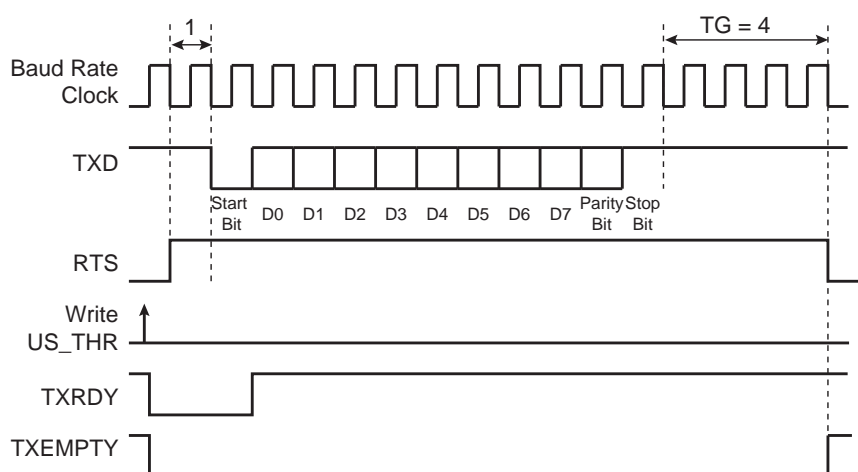 1
TG = 4
Baud Rate
Clock
TXD
Start
Bit
D0 D1 D2 D3 D4 D5 D6 D7
Parity
Bit
Stop
Bit
RTS
Write
US_THR
TXRDY
TXEMPTY